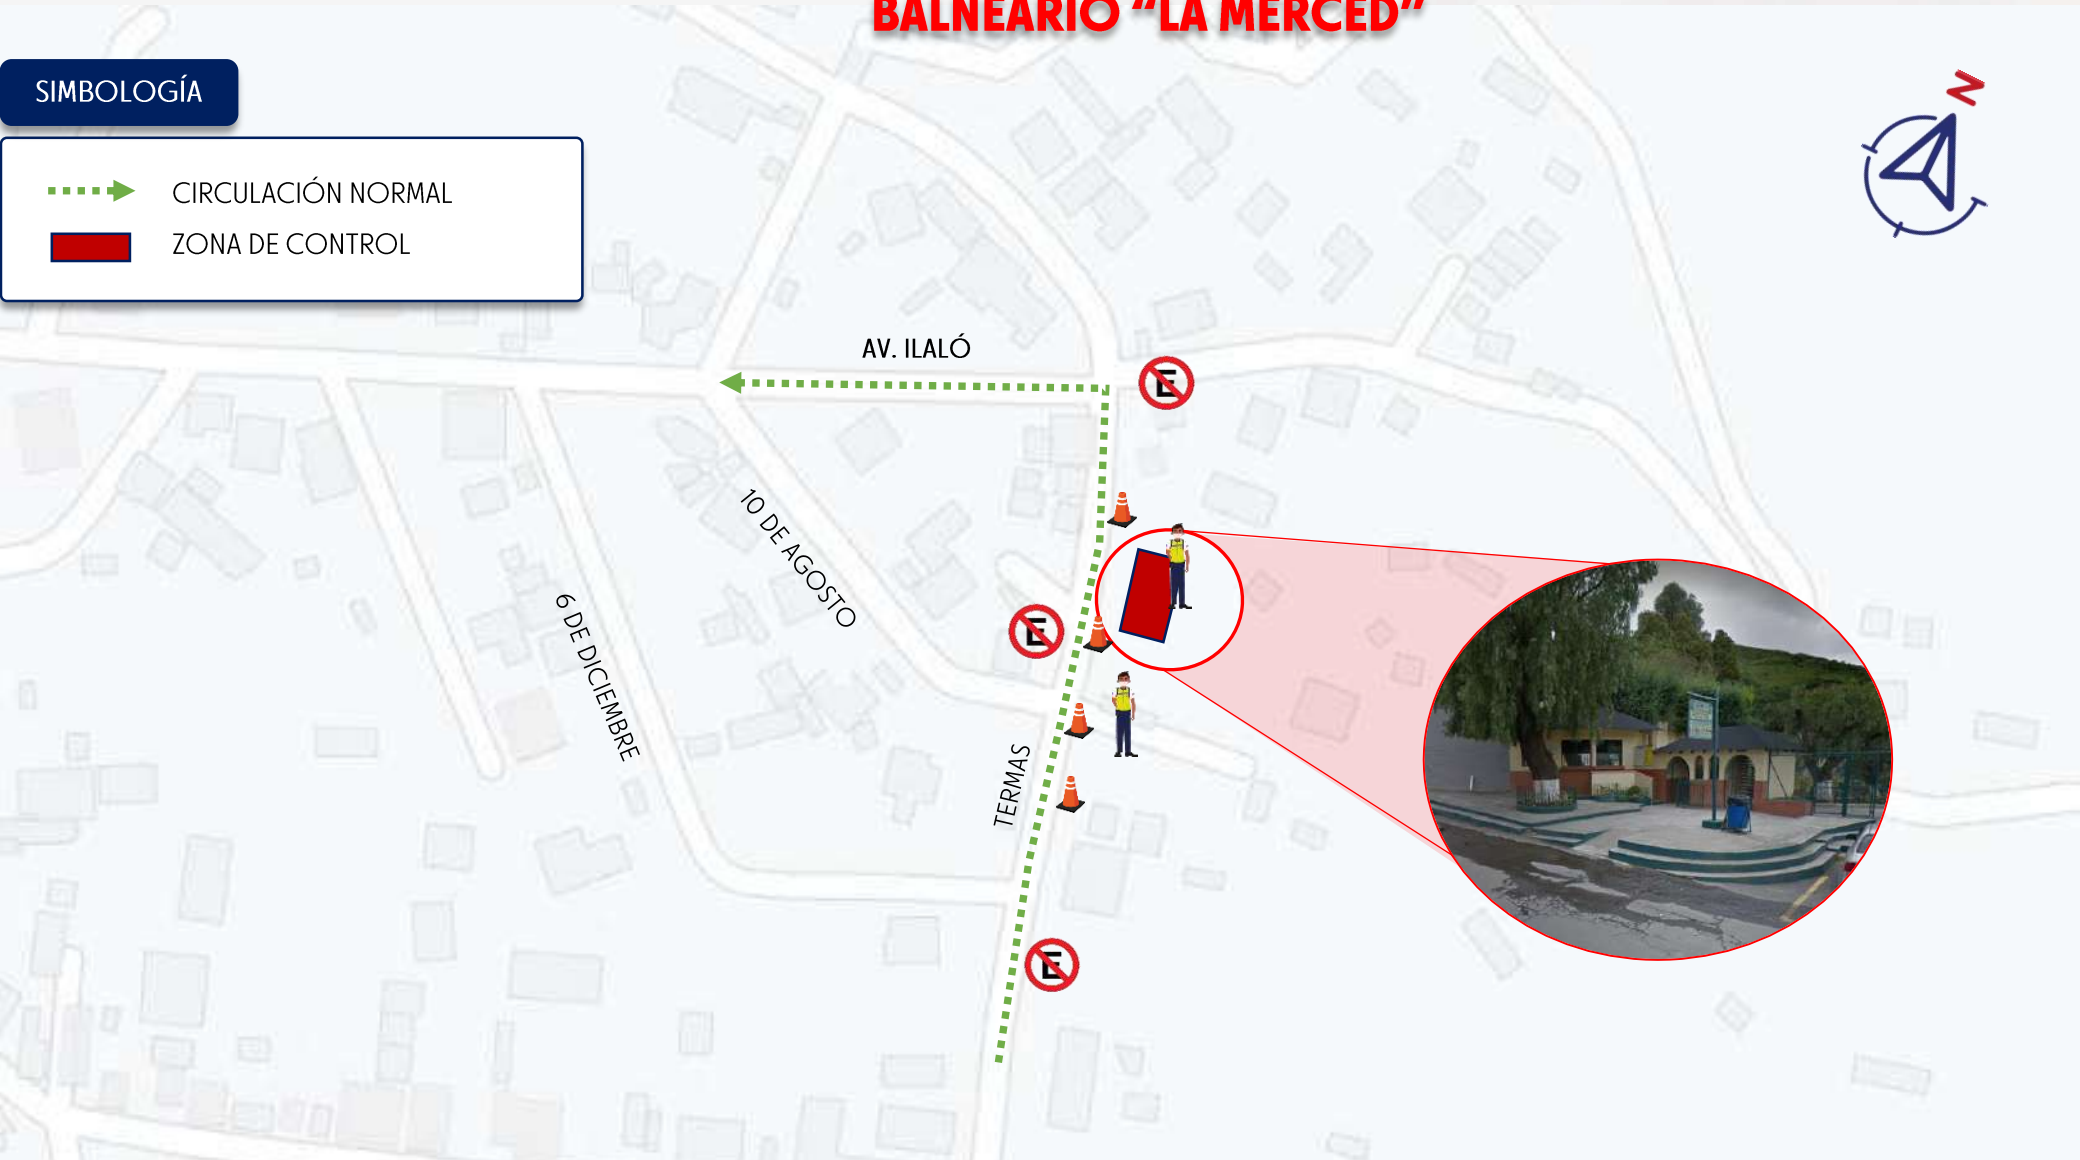 BALNEARIO “LA MERCED”
SIMBOLOGÍA
CIRCULACIÓN NORMAL
ZONA DE CONTROL
N
AV. ILALÓ
E
10 DE AGOSTO
6 DE DICIEMBRE
E
TERMAS
E